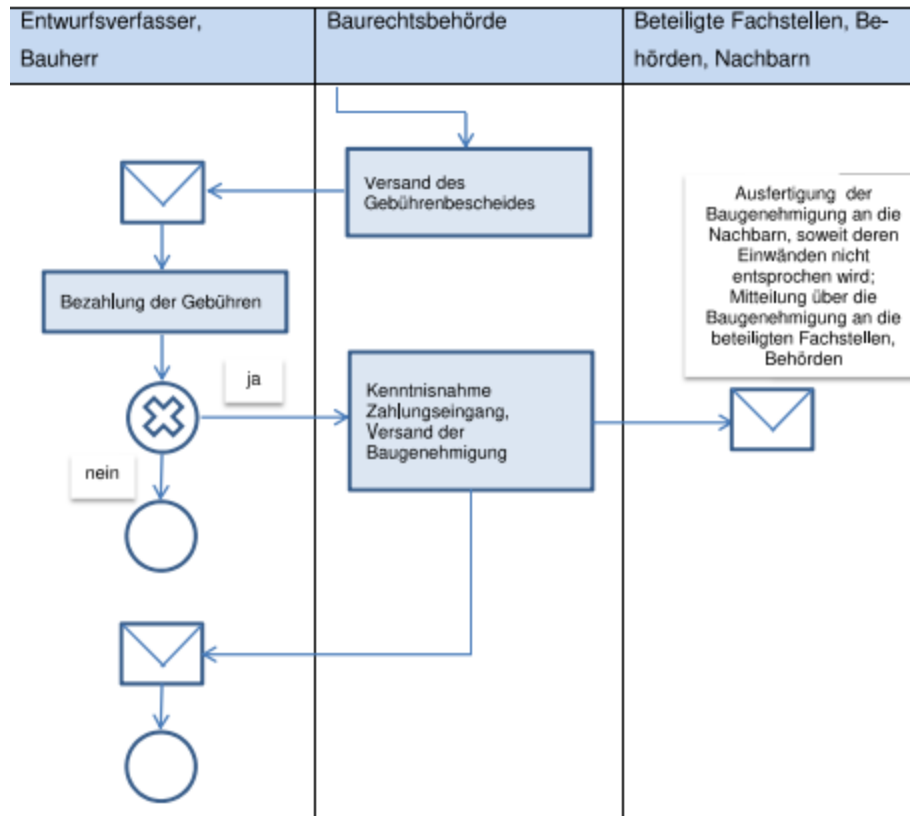 Entwurfsverfasser,
Bauherr
Baurechtsbehörde
Beteiligte Fachstellen, Be-
hörden, Nachbarn
Versand des
Gebührenbescheides
Ausfertigung der
Baugenehmigung an die
Nachbarn, soweit deren
Einwänden nicht
entsprochen wird;
Mitteilung über die
Baugenehmigung an die
beteiligten Fachstellen,
Behörden
Bezahlung der Gebühren
ja
Kenntnisnahme
Zahlungseingang,
Versand der
Baugenehmigung
nein